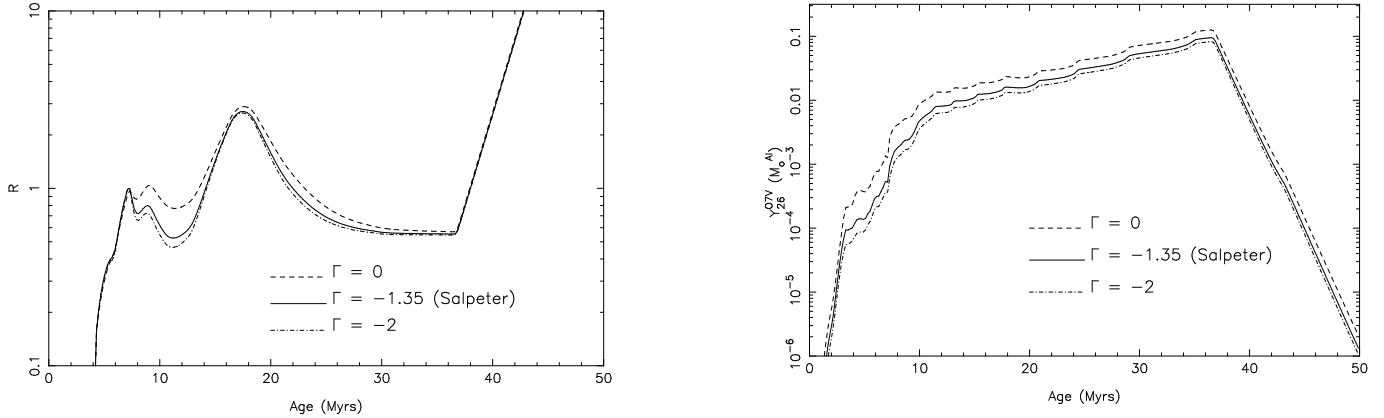 10
1
0.1
R
0 10 20 30 40 50
Age (Myrs)
Γ = 0
Γ = −1.35 (Salpeter)
Γ = −2
0.1
0.01
10⁻³
10⁻⁴
10⁻⁵
10⁻⁶
Y₂₆^O7V (M_o^Al)
0 10 20 30 40 50
Age (Myrs)
Γ = 0
Γ = −1.35 (Salpeter)
Γ = −2